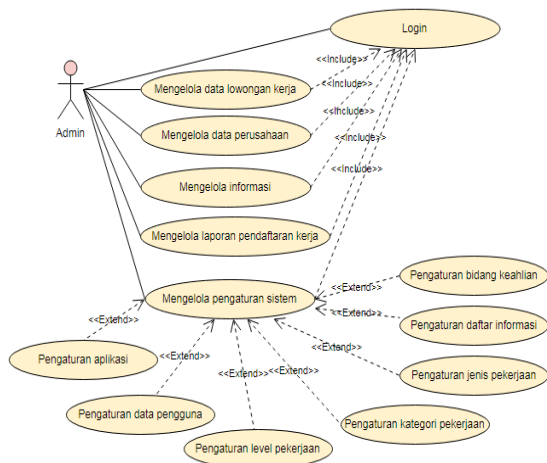 Login
<<Include>>
Mengelola data lowongan kerja
<<Include>>
Admin
Mengelola data perusahaan
<<Include>>
<<Include>>
Mengelola informasi
Mengelola laporan pendaftaran kerja
Pengaturan bidang keahlian
Mengelola pengaturan sistem
<<Extend>>
<<Extend>>
<<Extend>>
Pengaturan daftar informasi
Pengaturan aplikasi
<<Extend>>
<<Extend>>
<<Extend>>
<<Extend>>
Pengaturan jenis pekerjaan
Pengaturan data pengguna
Pengaturan kategori pekerjaan
Pengaturan level pekerjaan